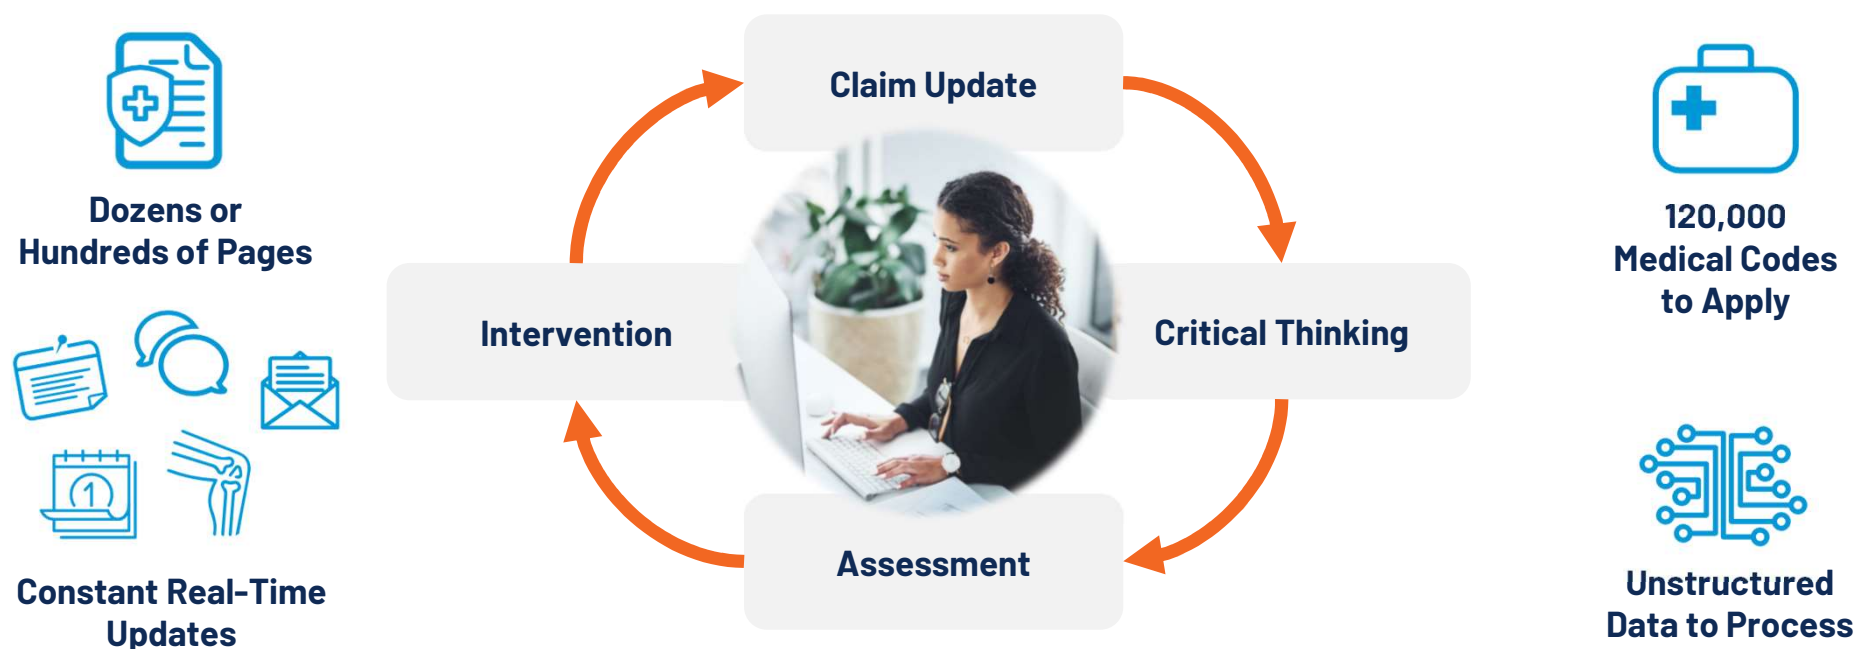 Dozens or
Hundreds of Pages
Constant Real-Time
Updates
Claim Update
Intervention
Critical Thinking
Assessment
120,000
Medical Codes
to Apply
Unstructured
Data to Process
1